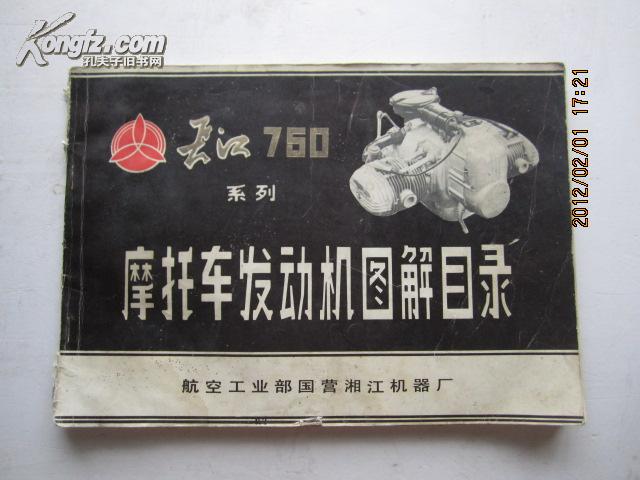 Kongfz.com
孔夫子旧书网
2012/02/01 17:21
长江 750
系列
摩托车发动机图解目录
航空工业部国营湘江机器厂